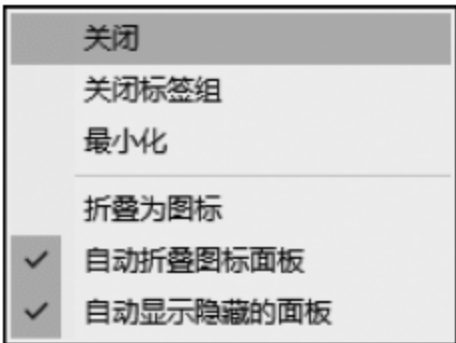 关闭
关闭标签组
最小化
折叠为图标
自动折叠图标面板
自动显示隐藏的面板